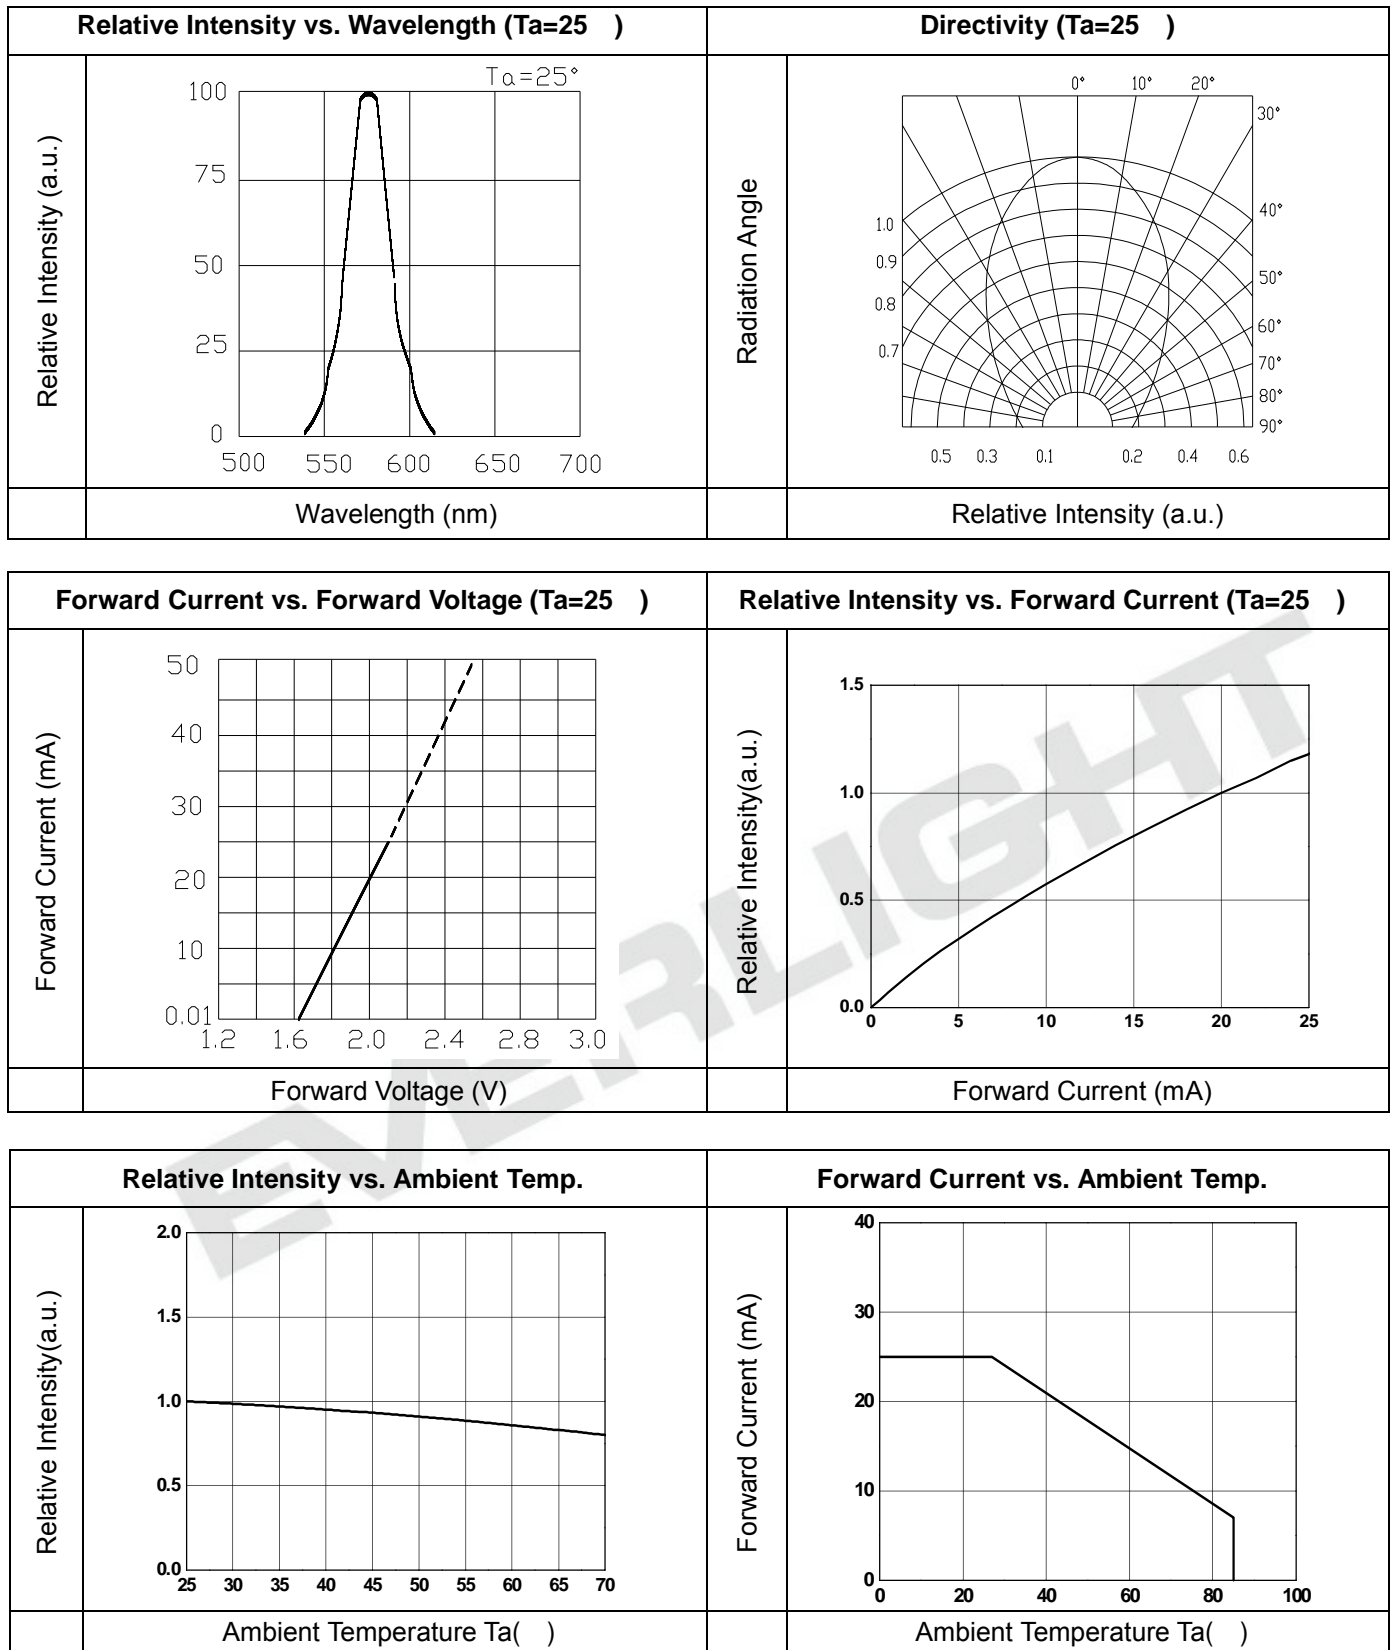 Relative Intensity vs. Wavelength (Ta=25 )
Directivity (Ta=25 )
Relative Intensity (a.u.)
Ta=25°
100
75
50
25
0
500 550 600 650 700
Wavelength (nm)
Radiation Angle
0° 10° 20°
30°
40°
50°
60°
70°
80°
90°
1.0
0.9
0.8
0.7
0.5 0.3 0.1 0.2 0.4 0.6
Relative Intensity (a.u.)
Forward Current vs. Forward Voltage (Ta=25 )
Relative Intensity vs. Forward Current (Ta=25 )
Forward Current (mA)
50
40
30
20
10
0.01
1.2 1.6 2.0 2.4 2.8 3.0
Forward Voltage (V)
Relative Intensity(a.u.)
1.5
1.0
0.5
0.0
0 5 10 15 20 25
Forward Current (mA)
EVERLIGHT
Relative Intensity vs. Ambient Temp.
Forward Current vs. Ambient Temp.
Relative Intensity(a.u.)
2.0
1.5
1.0
0.5
0.0
25 30 35 40 45 50 55 60 65 70
Ambient Temperature Ta( )
Forward Current (mA)
40
30
20
10
0
0 20 40 60 80 100
Ambient Temperature Ta( )